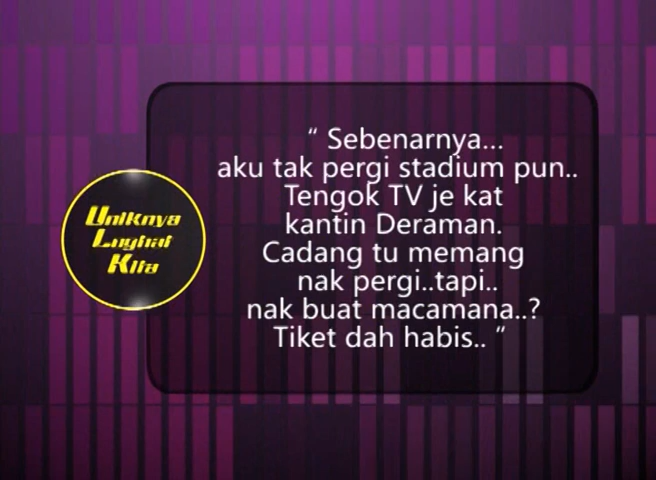 Uniknya
Loghat
Kita
“ Sebenarnya...
aku tak pergi stadium pun..
Tengok TV je kat
kantin Deraman.
Cadang tu memang
nak pergi..tapi..
nak buat macamana..?
Tiket dah habis.. “